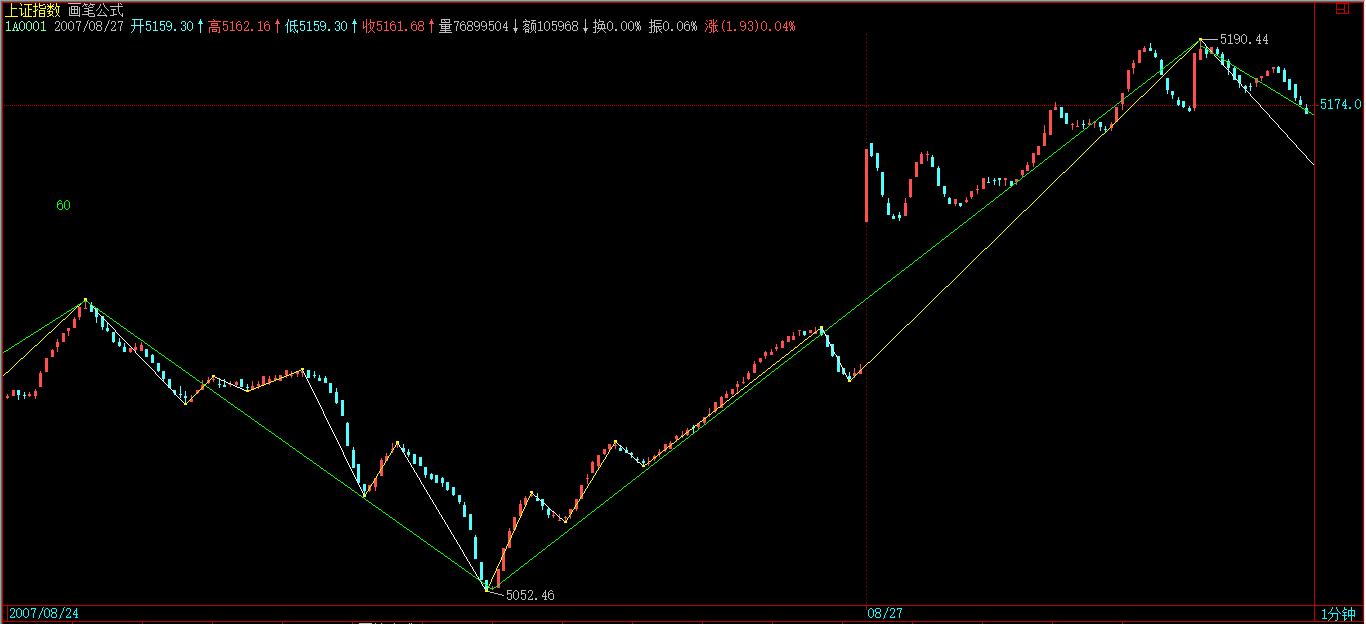 上证指数 画笔公式
1A0001 2007/08/27 开5159.30↑高5162.16↑低5159.30↑收5161.68↑量76899504↓额105968↓换0.00% 振0.06% 涨(1.93)0.04%
5190.44
5174.0
60
5052.46
2007/08/24 08/27 1分钟